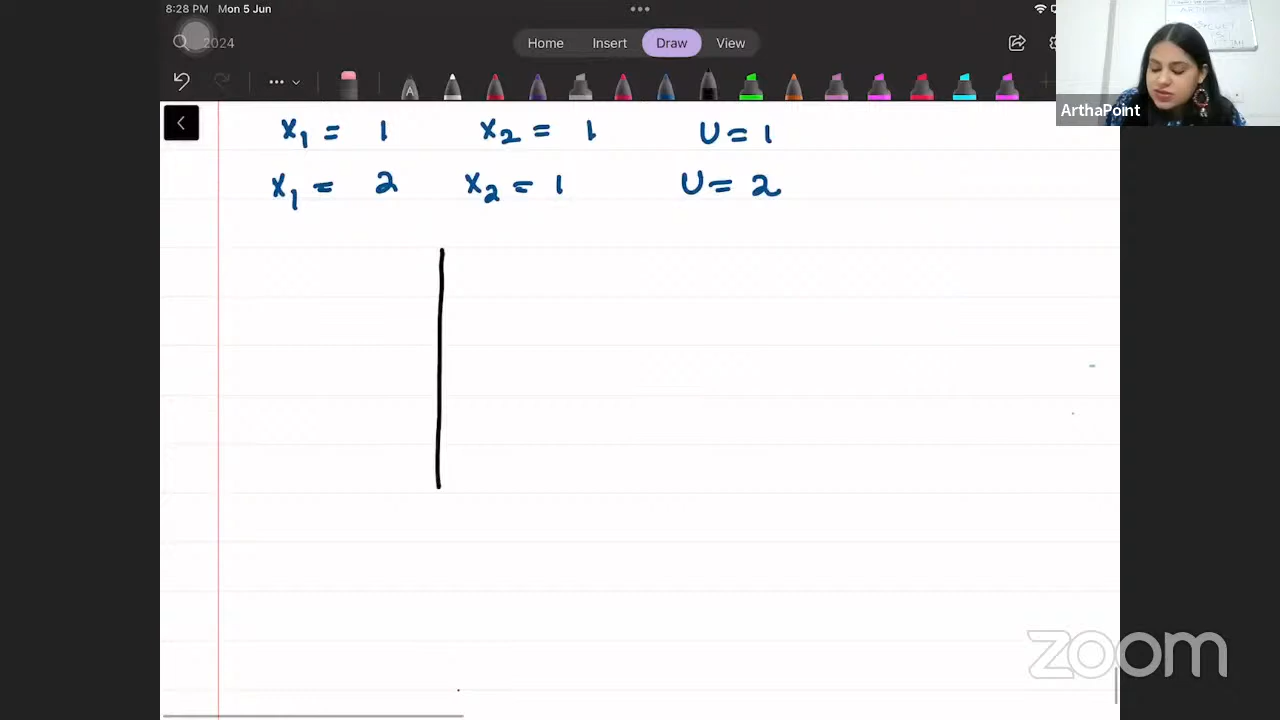 8:28 PM Mon 5 Jun
2024
Home Insert Draw View
A
ArthaPoint
x₁ = 1 x₂ = 1 U = 1
x₁ = 2 x₂ = 1 U = 2
zoom